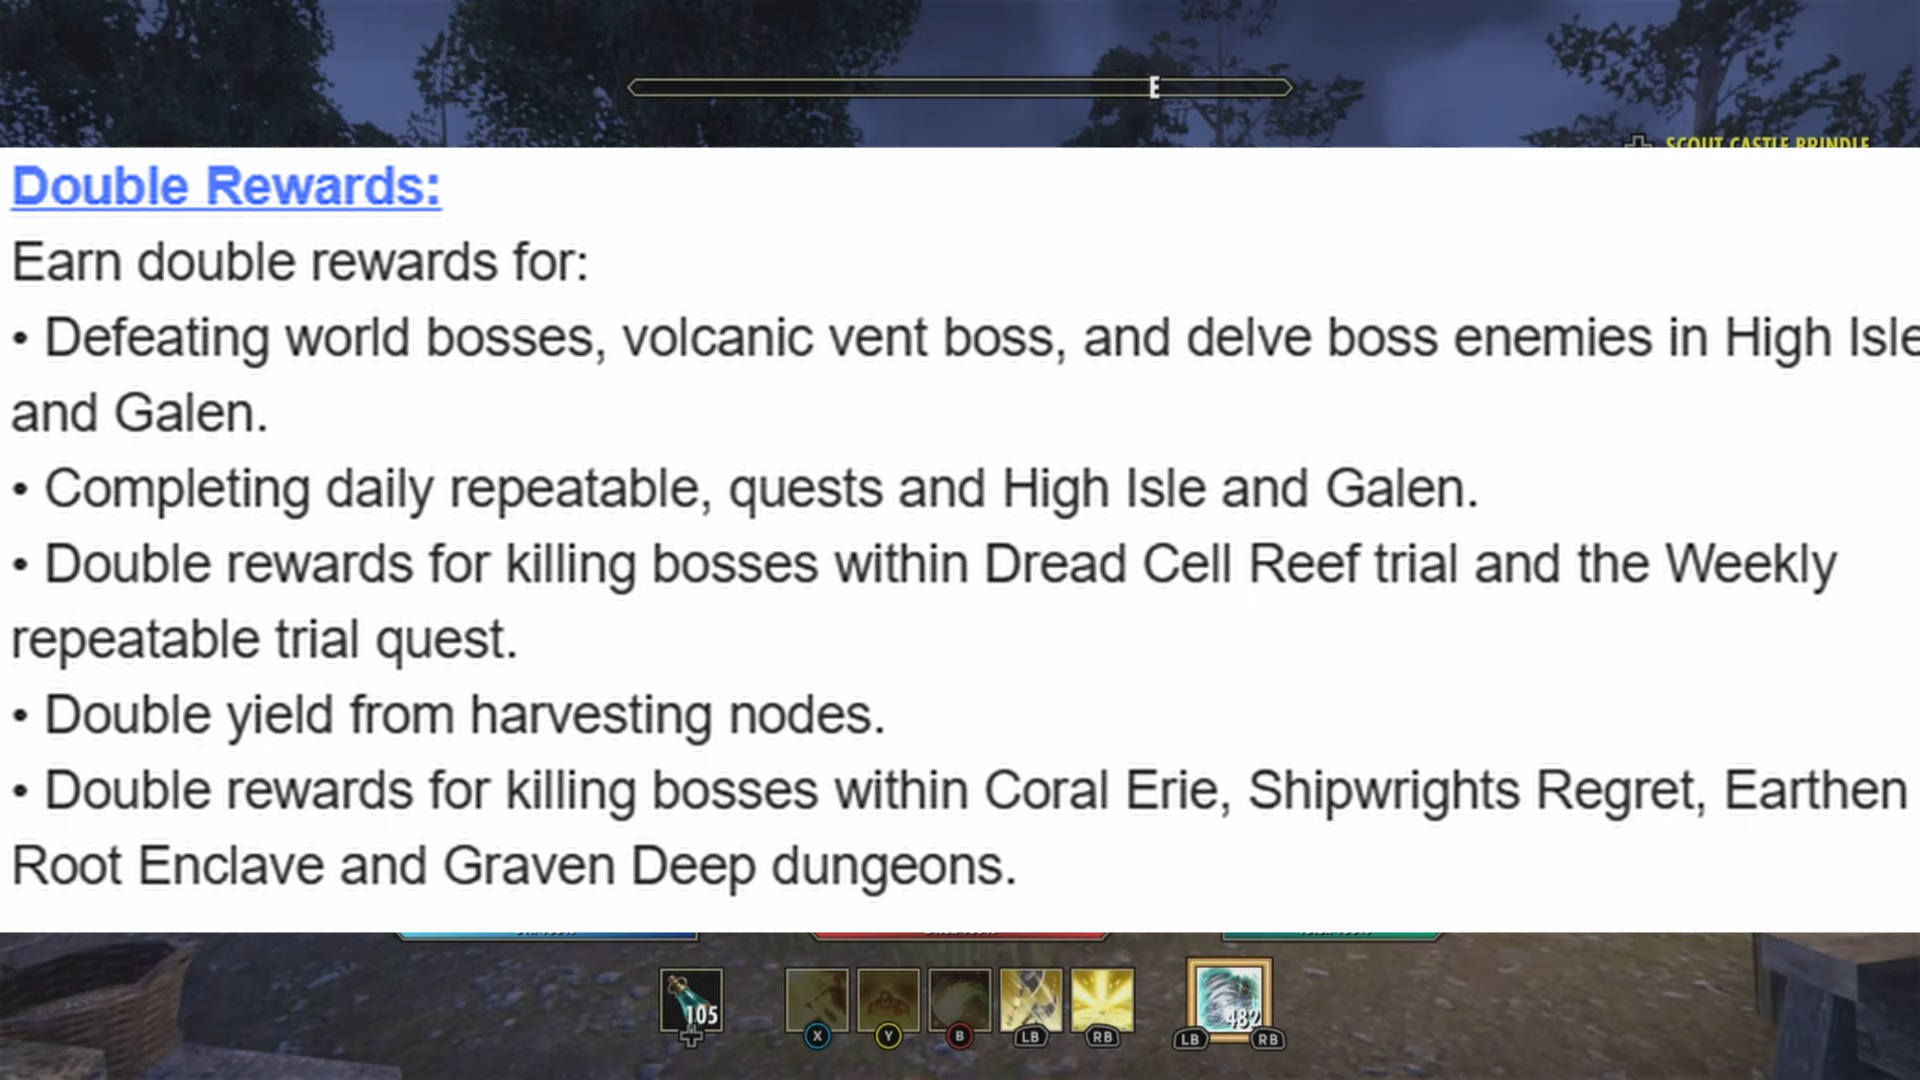 E
SCOUT CASTLE BRINDLE
Double Rewards:
Earn double rewards for:
• Defeating world bosses, volcanic vent boss, and delve boss enemies in High Isle
and Galen.
• Completing daily repeatable, quests and High Isle and Galen.
• Double rewards for killing bosses within Dread Cell Reef trial and the Weekly
repeatable trial quest.
• Double yield from harvesting nodes.
• Double rewards for killing bosses within Coral Erie, Shipwrights Regret, Earthen
Root Enclave and Graven Deep dungeons.
105
482
X
Y
B
LB
RB
LB
RB